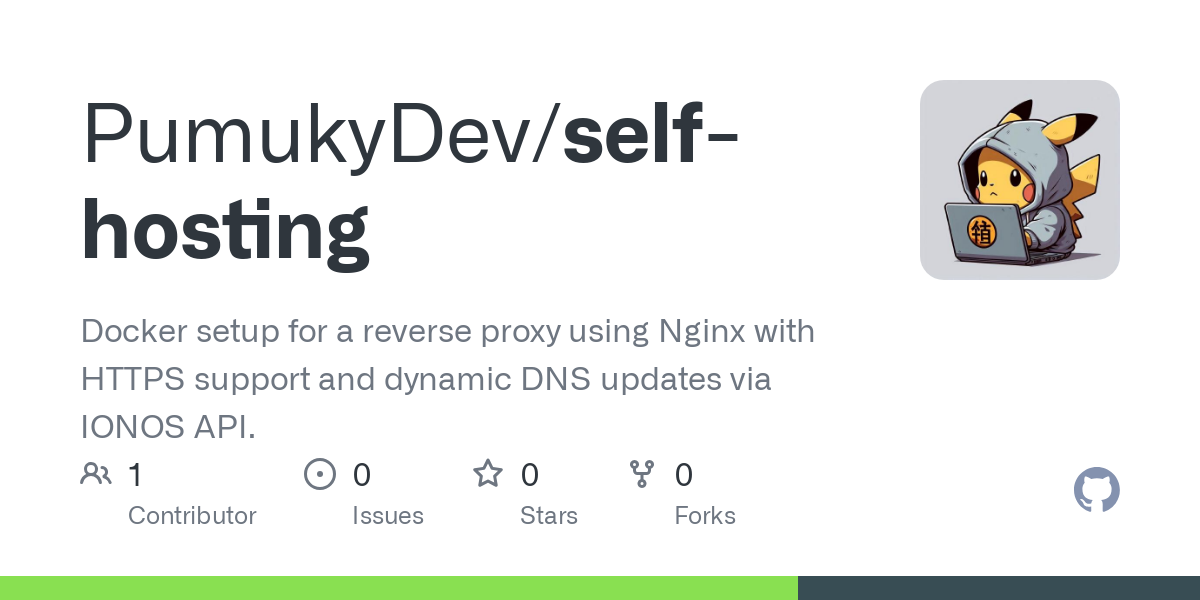 PumukyDev/self-
hosting
Docker setup for a reverse proxy using Nginx with
HTTPS support and dynamic DNS updates via
IONOS API.
1
Contributor
0
Issues
0
Stars
0
Forks